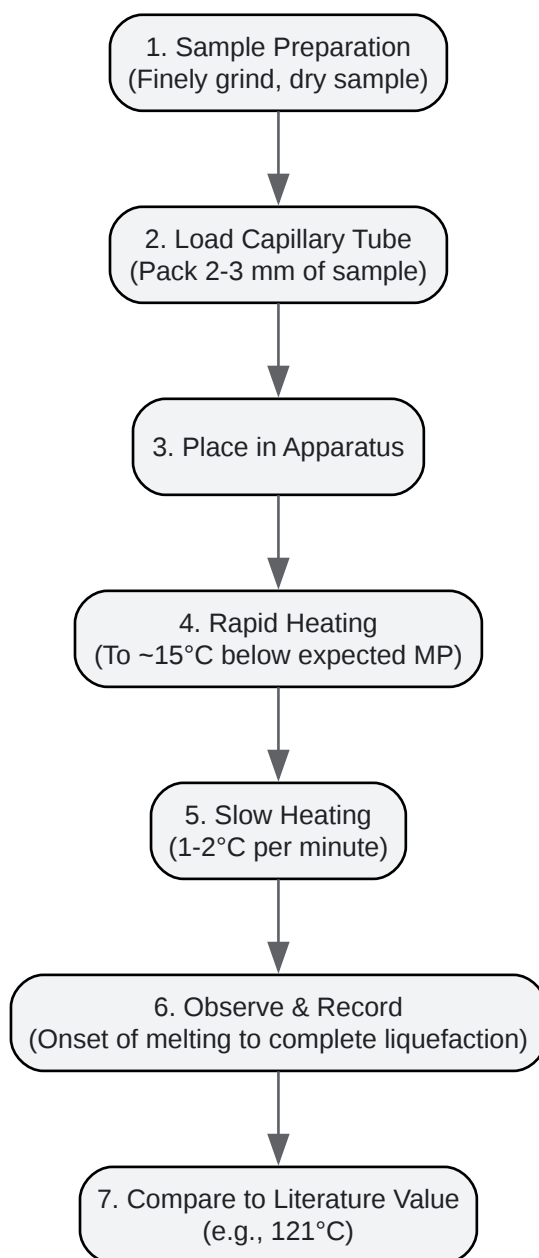 1. Sample Preparation
(Finely grind, dry sample)
2. Load Capillary Tube
(Pack 2-3 mm of sample)
3. Place in Apparatus
4. Rapid Heating
(To ~15°C below expected MP)
5. Slow Heating
(1-2°C per minute)
6. Observe & Record
(Onset of melting to complete liquefaction)
7. Compare to Literature Value
(e.g., 121°C)